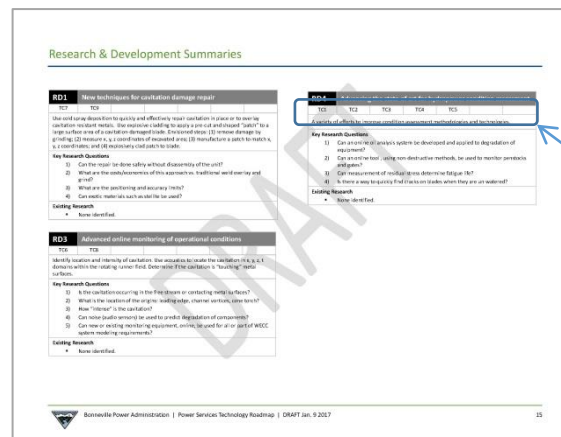 Research & Development Summaries
RD1 New techniques for cavitation damage repair
TC7 TC8
Use cold spray deposition to quickly and effectively repair cavitation in place or to overlay
cavitation resistant metals. Use explosive cladding to apply a pre-cut and shaped "patch" to a
large surface area of a cavitation damaged blade. Envisioned steps: (1) remove damage by
grinding; (2) measure x, y, z coordinates of excavated area; (3) manufacture a patch to match x,
y, z coordinates; and (4) explosively clad patch to blade.
Key Research Questions
1) Can the repair be done safely without disassembly of the unit?
2) What are the costs/economics of this approach vs. traditional weld overlay and
grind?
3) What are the positioning and accuracy limits?
4) Can exotic materials such as stellite be used?
Existing Research
• None identified.
RD3 Advanced online monitoring of operational conditions
TC6 TC8
Identify location and intensity of cavitation. Use acoustics to locate the cavitation in x, y, z, t
domains within the rotating runner field. Determine if the cavitation is "touching" metal
surfaces.
Key Research Questions
1) Is the cavitation occurring in the free stream or contacting metal surfaces?
2) What is the location of the origins: leading edge, channel vortices, cone torch?
3) How "intense" is the cavitation?
4) Can noise (audio sensors) be used to predict degradation of components?
5) Can new or existing monitoring equipment, online, be used for all or part of WECC
system modeling requirements?
Existing Research
• None identified.
RD4
TC1 TC2 TC3 TC4 TC5
A variety of efforts to improve condition assessment methodologies and technologies.
Key Research Questions
1) Can an online oil analysis system be developed and applied to degradation of
equipment?
2) Can an online tool, using non-destructive methods, be used to monitor penstocks
and gates?
3) Can measurement of residual stress determine fatigue life?
4) Is there a way to quickly find cracks on blades when they are un watered?
Existing Research
• None identified.
DRAFT
Bonneville Power Administration | Power Services Technology Roadmap | DRAFT Jan. 9 2017
15